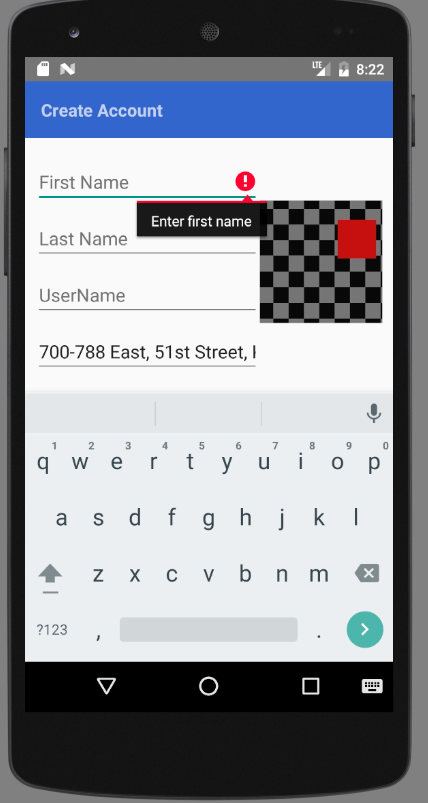 LTE 8:22
Create Account
First Name
Enter first name
Last Name
UserName
700-788 East, 51st Street,
1 2 3 4 5 6 7 8 9 0
q w e r t y u i o p
a s d f g h j k l
z x c v b n m
?123 , .